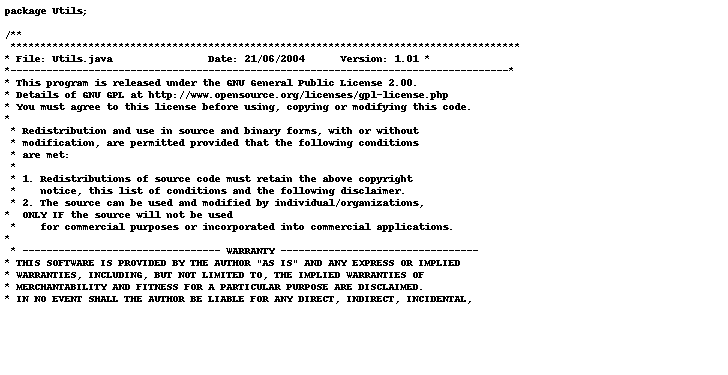 package Utils;

/**
 *************************************************************************************
* File: Utils.java                Date: 21/06/2004      Version: 1.01 *
*-----------------------------------------------------------------------------------*
* This program is released under the GNU General Public License 2.00.
* Details of GNU GPL at http://www.opensource.org/licenses/gpl-license.php
* You must agree to this license before using, copying or modifying this code.
*
 * Redistribution and use in source and binary forms, with or without
 * modification, are permitted provided that the following conditions
 * are met:
 *
 * 1. Redistributions of source code must retain the above copyright
 *    notice, this list of conditions and the following disclaimer.
 * 2. The source can be used and modified by individual/organizations,
*  ONLY IF the source will not be used
 *    for commercial purposes or incorporated into commercial applications.
*
 * --------------------------------- WARRANTY ---------------------------------
* THIS SOFTWARE IS PROVIDED BY THE AUTHOR "AS IS" AND ANY EXPRESS OR IMPLIED
* WARRANTIES, INCLUDING, BUT NOT LIMITED TO, THE IMPLIED WARRANTIES OF
* MERCHANTABILITY AND FITNESS FOR A PARTICULAR PURPOSE ARE DISCLAIMED.
* IN NO EVENT SHALL THE AUTHOR BE LIABLE FOR ANY DIRECT, INDIRECT, INCIDENTAL,